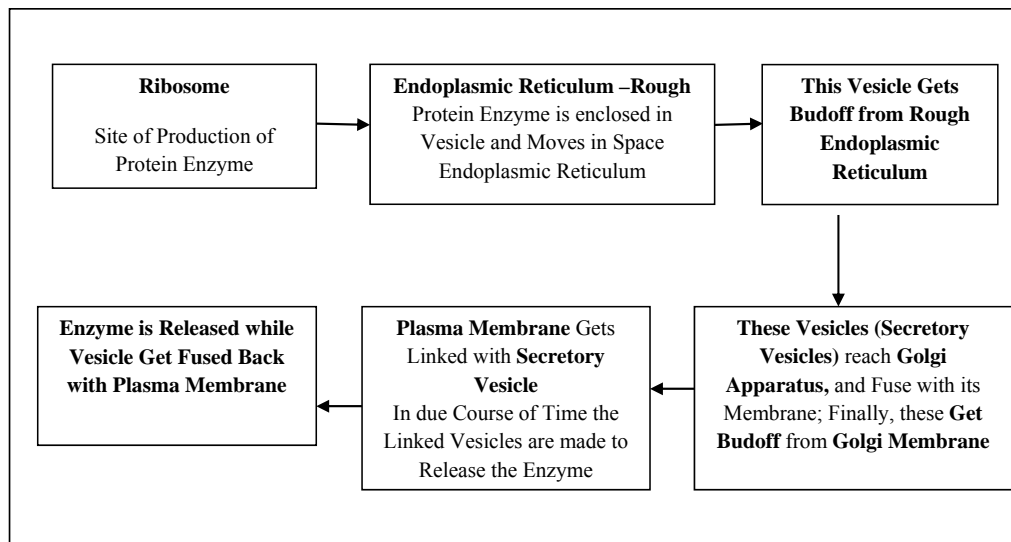 Ribosome
Site of Production of
Protein Enzyme
Endoplasmic Reticulum –Rough
Protein Enzyme is enclosed in
Vesicle and Moves in Space
Endoplasmic Reticulum
This Vesicle Gets
Budoff from Rough
Endoplasmic
Reticulum
These Vesicles (Secretory
Vesicles) reach Golgi
Apparatus, and Fuse with its
Membrane; Finally, these Get
Budoff from Golgi Membrane
Plasma Membrane Gets
Linked with Secretory
Vesicle
In due Course of Time the
Linked Vesicles are made to
Release the Enzyme
Enzyme is Released while
Vesicle Get Fused Back
with Plasma Membrane